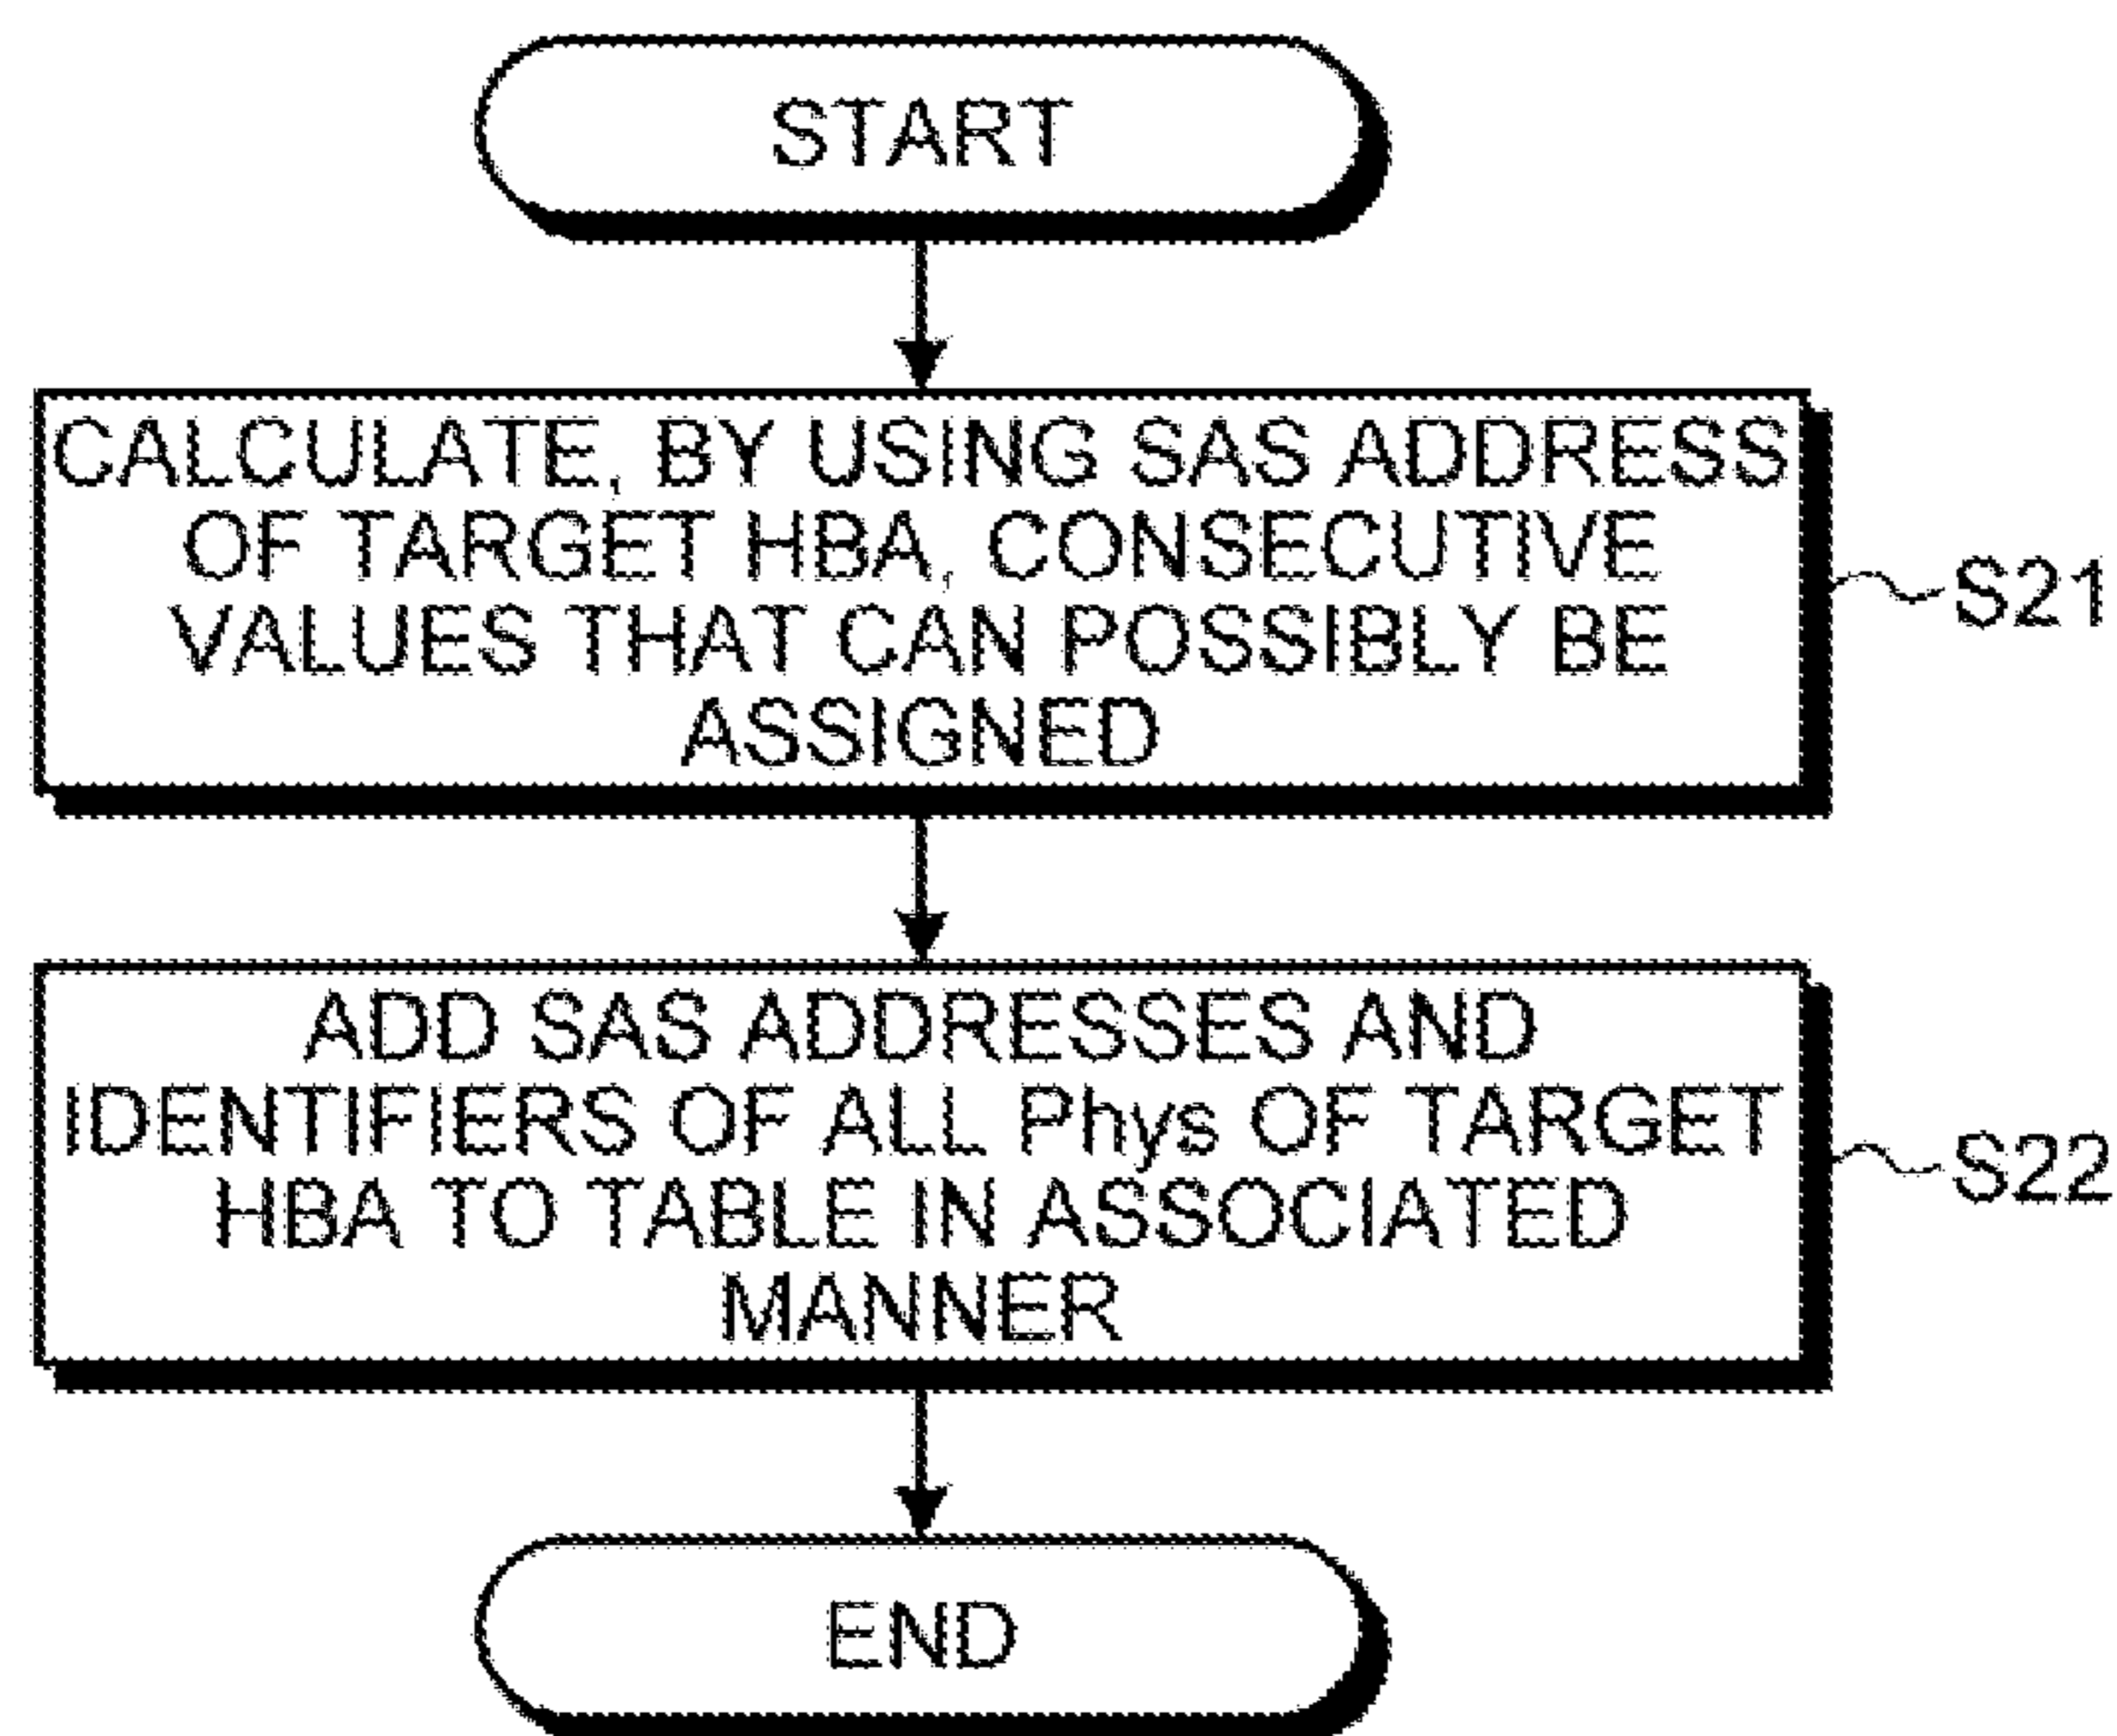 START
CALCULATE, BY USING SAS ADDRESS
OF TARGET HBA, CONSECUTIVE
VALUES THAT CAN POSSIBLY BE
ASSIGNED
S21
ADD SAS ADDRESSES AND
IDENTIFIERS OF ALL Phys OF TARGET
HBA TO TABLE IN ASSOCIATED
MANNER
S22
END